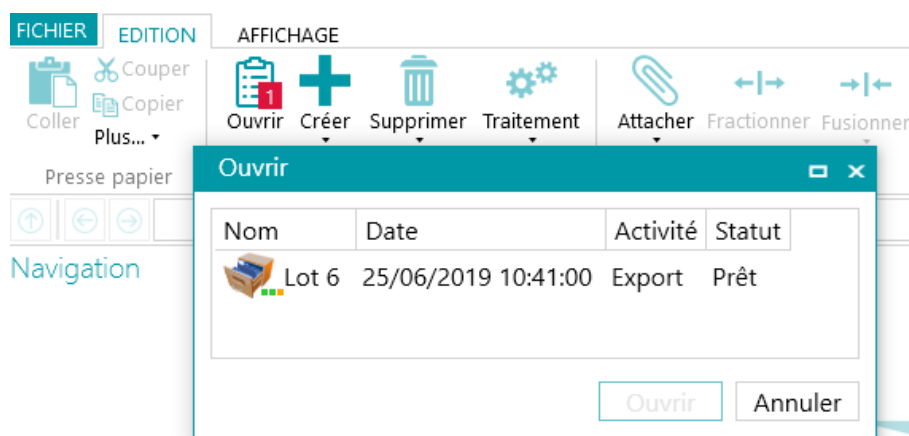 FICHIER EDITION AFFICHAGE
Couper
Copier
Coller
Plus...
Presse papier
1
Ouvrir Créer Supprimer Traitement Attacher Fractionner Fusionner
Ouvrir
Navigation
Nom Date Activité Statut
Lot 6 25/06/2019 10:41:00 Export Prêt
Ouvrir Annuler